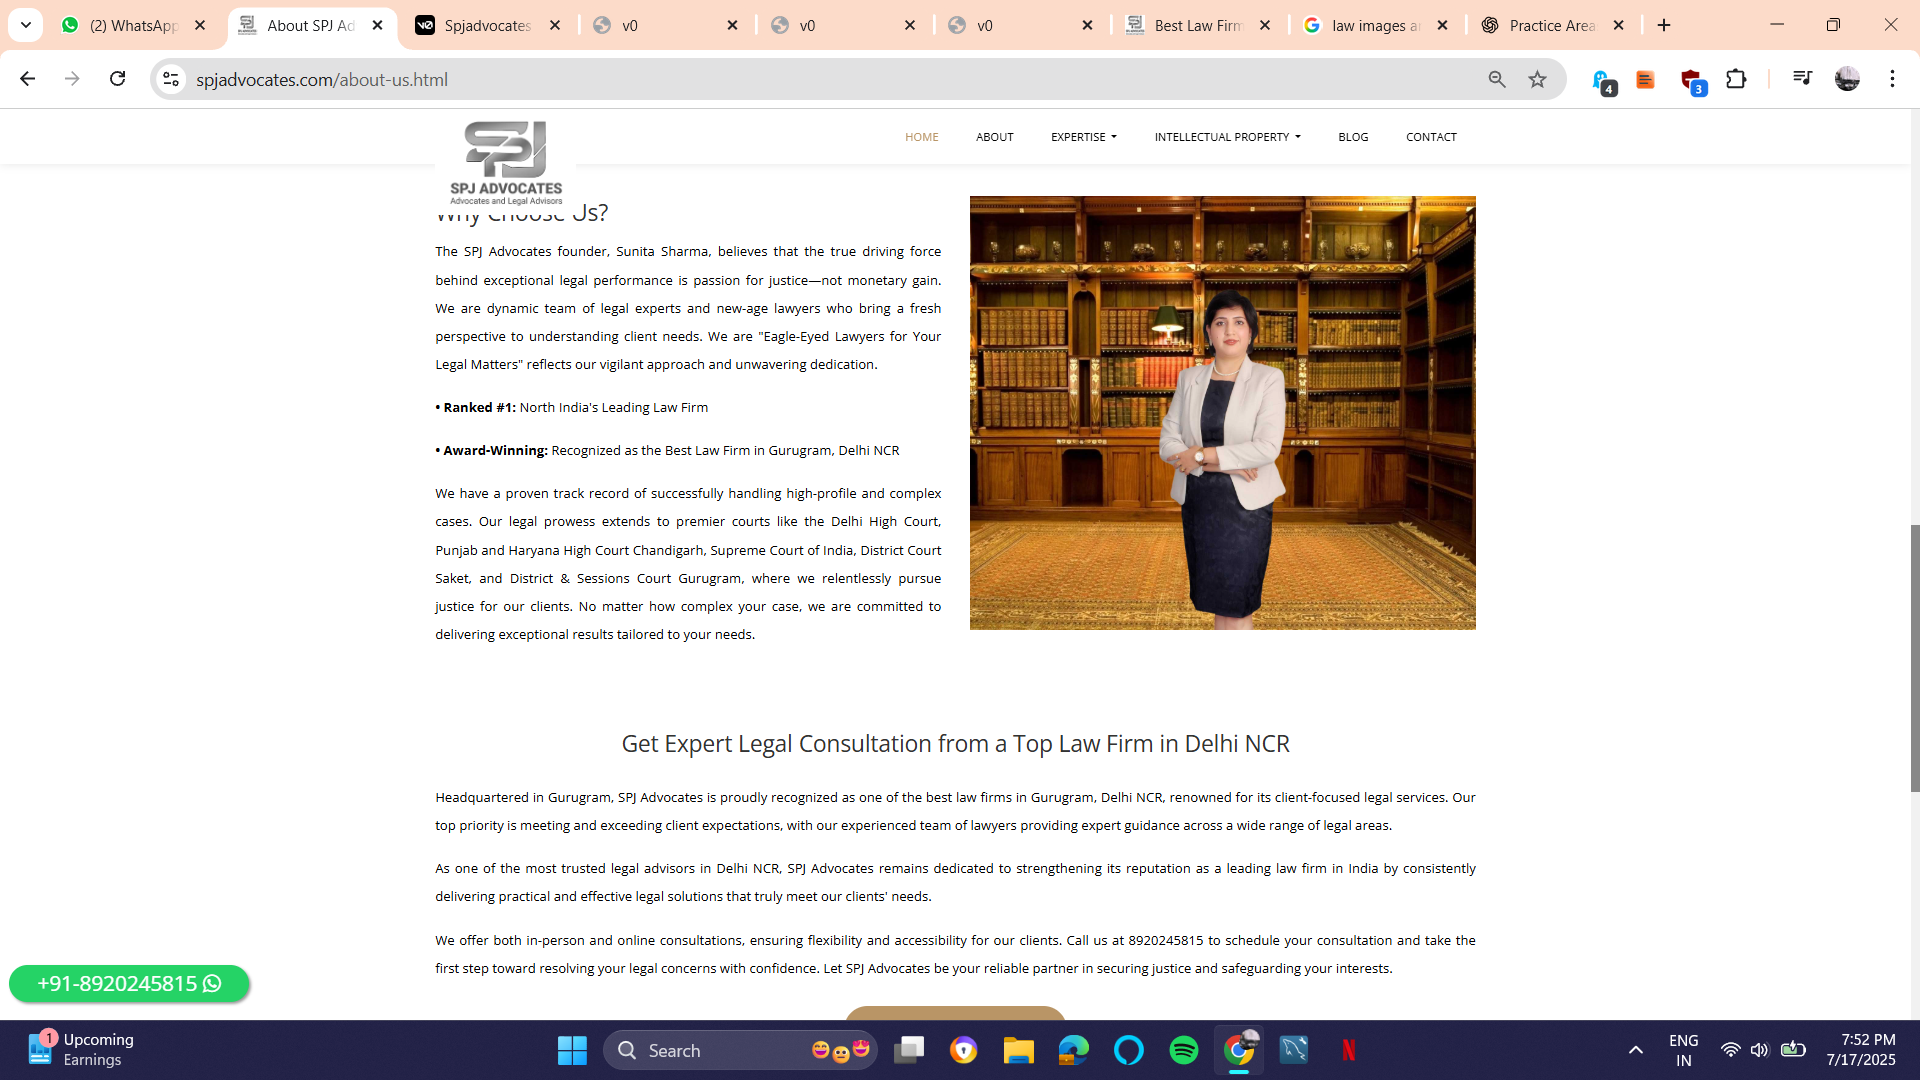 (2) WhatsApp
About SPJ Ad
Spjadvocates
v0
v0
v0
Best Law Firm
law images a
Practice Area
spjadvocates.com/about-us.html
4
3
SPJ
SPJ ADVOCATES
Advocates and Legal Advisors
HOME
ABOUT
EXPERTISE
INTELLECTUAL PROPERTY
BLOG
CONTACT
Why Choose Us?
The SPJ Advocates founder, Sunita Sharma, believes that the true driving force
behind exceptional legal performance is passion for justice—not monetary gain.
We are dynamic team of legal experts and new-age lawyers who bring a fresh
perspective to understanding client needs. We are "Eagle-Eyed Lawyers for Your
Legal Matters" reflects our vigilant approach and unwavering dedication.
• Ranked #1: North India's Leading Law Firm
• Award-Winning: Recognized as the Best Law Firm in Gurugram, Delhi NCR
We have a proven track record of successfully handling high-profile and complex
cases. Our legal prowess extends to premier courts like the Delhi High Court,
Punjab and Haryana High Court Chandigarh, Supreme Court of India, District Court
Saket, and District & Sessions Court Gurugram, where we relentlessly pursue
justice for our clients. No matter how complex your case, we are committed to
delivering exceptional results tailored to your needs.
Get Expert Legal Consultation from a Top Law Firm in Delhi NCR
Headquartered in Gurugram, SPJ Advocates is proudly recognized as one of the best law firms in Gurugram, Delhi NCR, renowned for its client-focused legal services. Our
top priority is meeting and exceeding client expectations, with our experienced team of lawyers providing expert guidance across a wide range of legal areas.
As one of the most trusted legal advisors in Delhi NCR, SPJ Advocates remains dedicated to strengthening its reputation as a leading law firm in India by consistently
delivering practical and effective legal solutions that truly meet our clients' needs.
We offer both in-person and online consultations, ensuring flexibility and accessibility for our clients. Call us at 8920245815 to schedule your consultation and take the
first step toward resolving your legal concerns with confidence. Let SPJ Advocates be your reliable partner in securing justice and safeguarding your interests.
+91-8920245815
1
Upcoming
Earnings
Search
ENG
IN
7:52 PM
7/17/2025